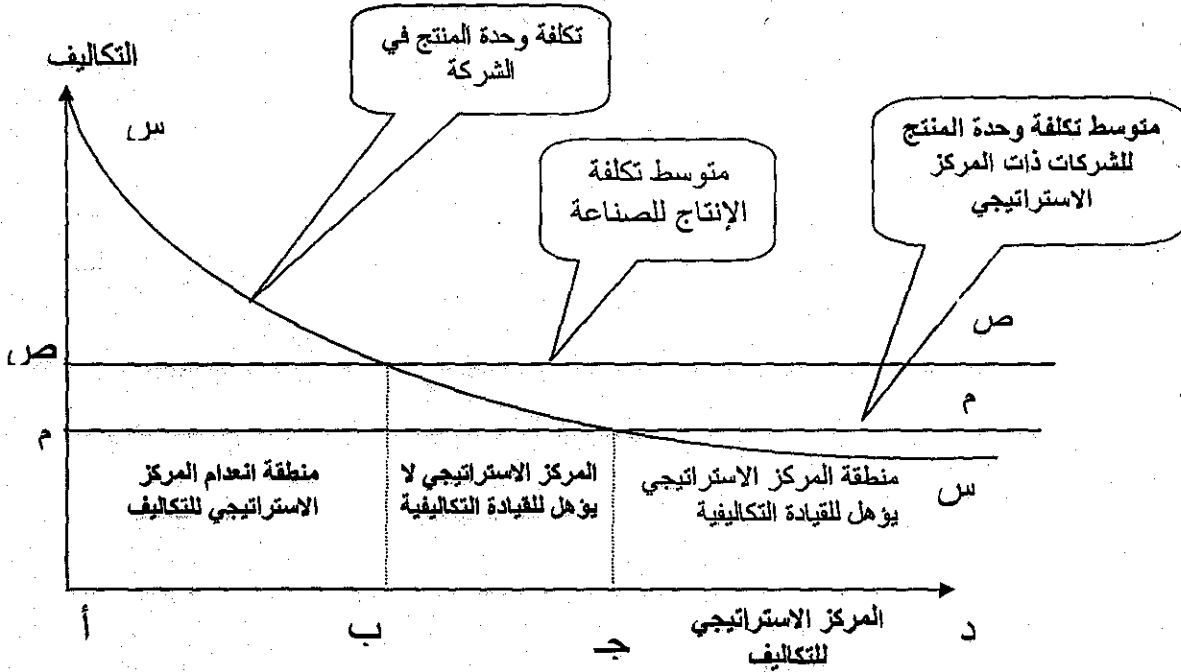 التكاليف
تكلفة وحدة المنتج في
الشركة
س
متوسط تكلفة
الإنتاج للصناعة
متوسط تكلفة وحدة المنتج
للشركات ذات المركز
الاستراتيجي
ص
ص
م
م
منطقة انعدام المركز
الاستراتيجي للتكاليف
المركز الاستراتيجي لا
يؤهل للقيادة التكاليفية
منطقة المركز الاستراتيجي
يؤهل للقيادة التكاليفية
س
أ
ب
جـ
المركز الاستراتيجي
للتكاليف
د